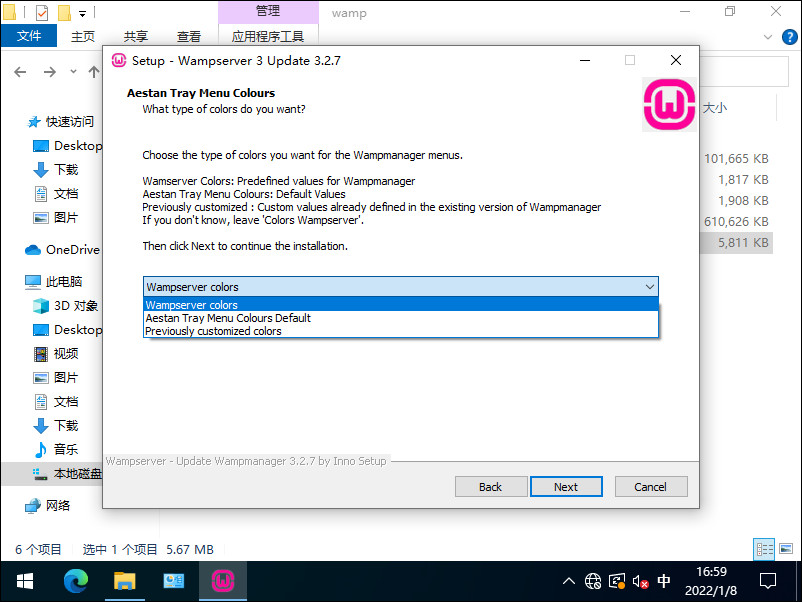 管理
wamp
文件
主页
共享
查看
应用程序工具
Setup - Wampserver 3 Update 3.2.7
Aestan Tray Menu Colours
What type of colors do you want?
大小
快速访问
Desktop
下载
文档
图片
OneDrive
此电脑
3D 对象
Desktop
视频
图片
文档
下载
音乐
本地磁盘
网络
Choose the type of colors you want for the Wampmanager menus.
Wamserver Colors: Predefined values for Wampmanager
Aestan Tray Menu Colours: Default Values
Previously customized : Custom values already defined in the existing version of Wampmanager
If you don't know, leave 'Colors Wampserver'.
Then click Next to continue the installation.
Wampserver colors
Wampserver colors
Aestan Tray Menu Colours Default
Previously customized colors
101,665 KB
1,817 KB
1,908 KB
610,626 KB
5,811 KB
Wampserver - Update Wampmanager 3.2.7 by Inno Setup
Back
Next
Cancel
6 个项目
选中 1 个项目 5.67 MB
中
16:59
2022/1/8